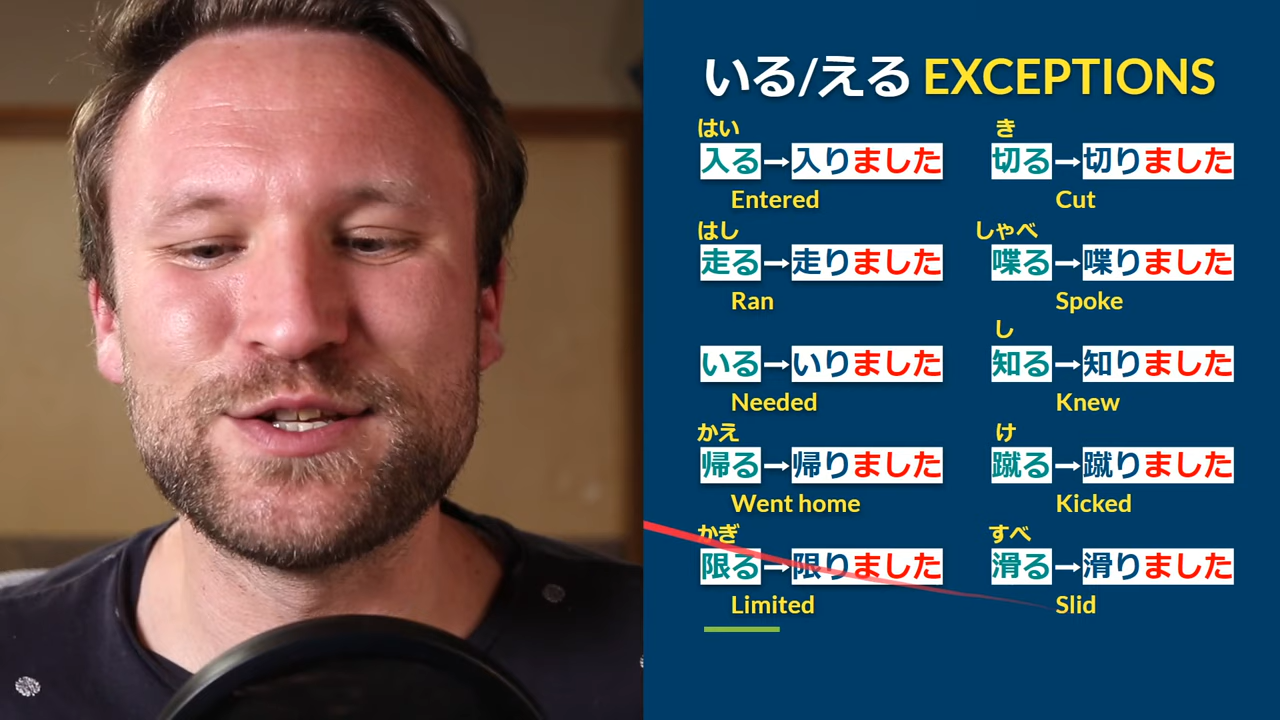 いる/える EXCEPTIONS
はい
入る→入りました
Entered
はし
走る→走りました
Ran
いる→いりました
Needed
かえ
帰る→帰りました
Went home
かぎ
限る→限りました
Limited
き
切る→切りました
Cut
しゃべ
喋る→喋りました
Spoke
し
知る→知りました
Knew
け
蹴る→蹴りました
Kicked
すべ
滑る→滑りました
Slid